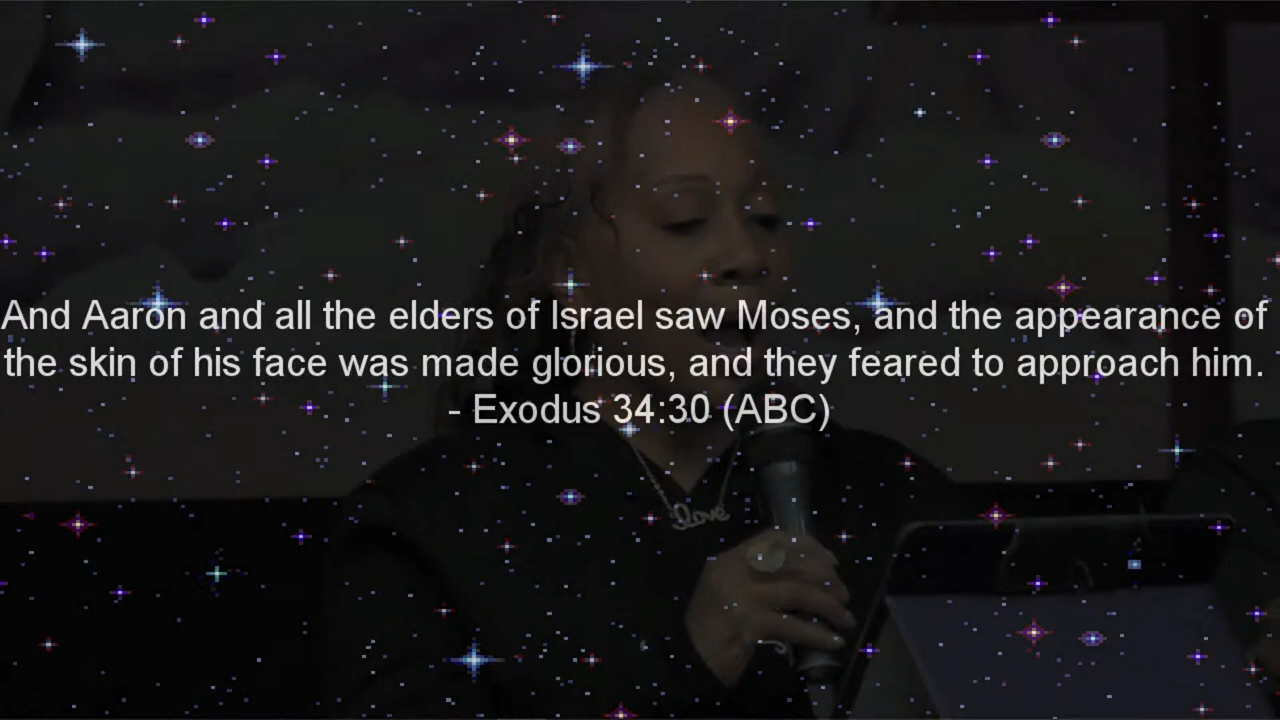 And Aaron and all the elders of Israel saw Moses, and the appearance of
the skin of his face was made glorious, and they feared to approach him.
- Exodus 34:30 (ABC)
love